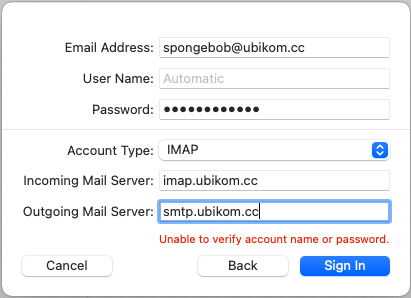 Email Address: spongebob@ubikom.cc
User Name: Automatic
Password: ●●●●●●●●●●●●
Account Type: IMAP
Incoming Mail Server: imap.ubikom.cc
Outgoing Mail Server: smtp.ubikom.cc
Unable to verify account name or password.
Cancel Back Sign In